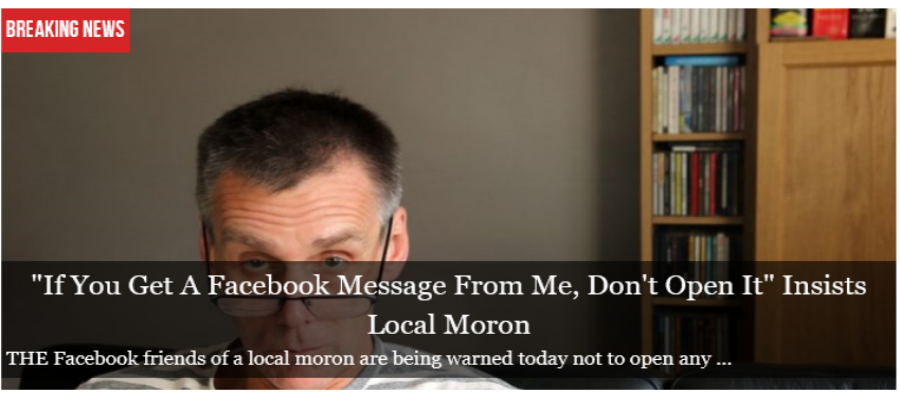 BREAKING NEWS
"If You Get A Facebook Message From Me, Don't Open It" Insists
Local Moron
THE Facebook friends of a local moron are being warned today not to open any ...